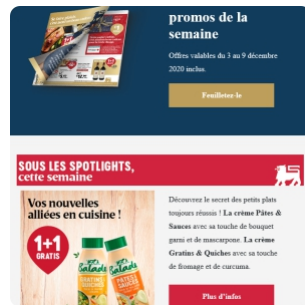 promos de la
semaine
Offres valables du 3 au 9 décembre
2020 inclus.
Feuilletez-le
SOUS LES SPOTLIGHTS,
cette semaine
Vos nouvelles
alliées en cuisine !
1+1
GRATIS
Découvrez le secret des petits plats
toujours réussis ! La crème Pâtes &
Sauces avec sa touche de bouquet
garni et de mascarpone. La crème
Gratins & Quiches avec sa touche
de fromage et de curcuma.
Plus d'infos